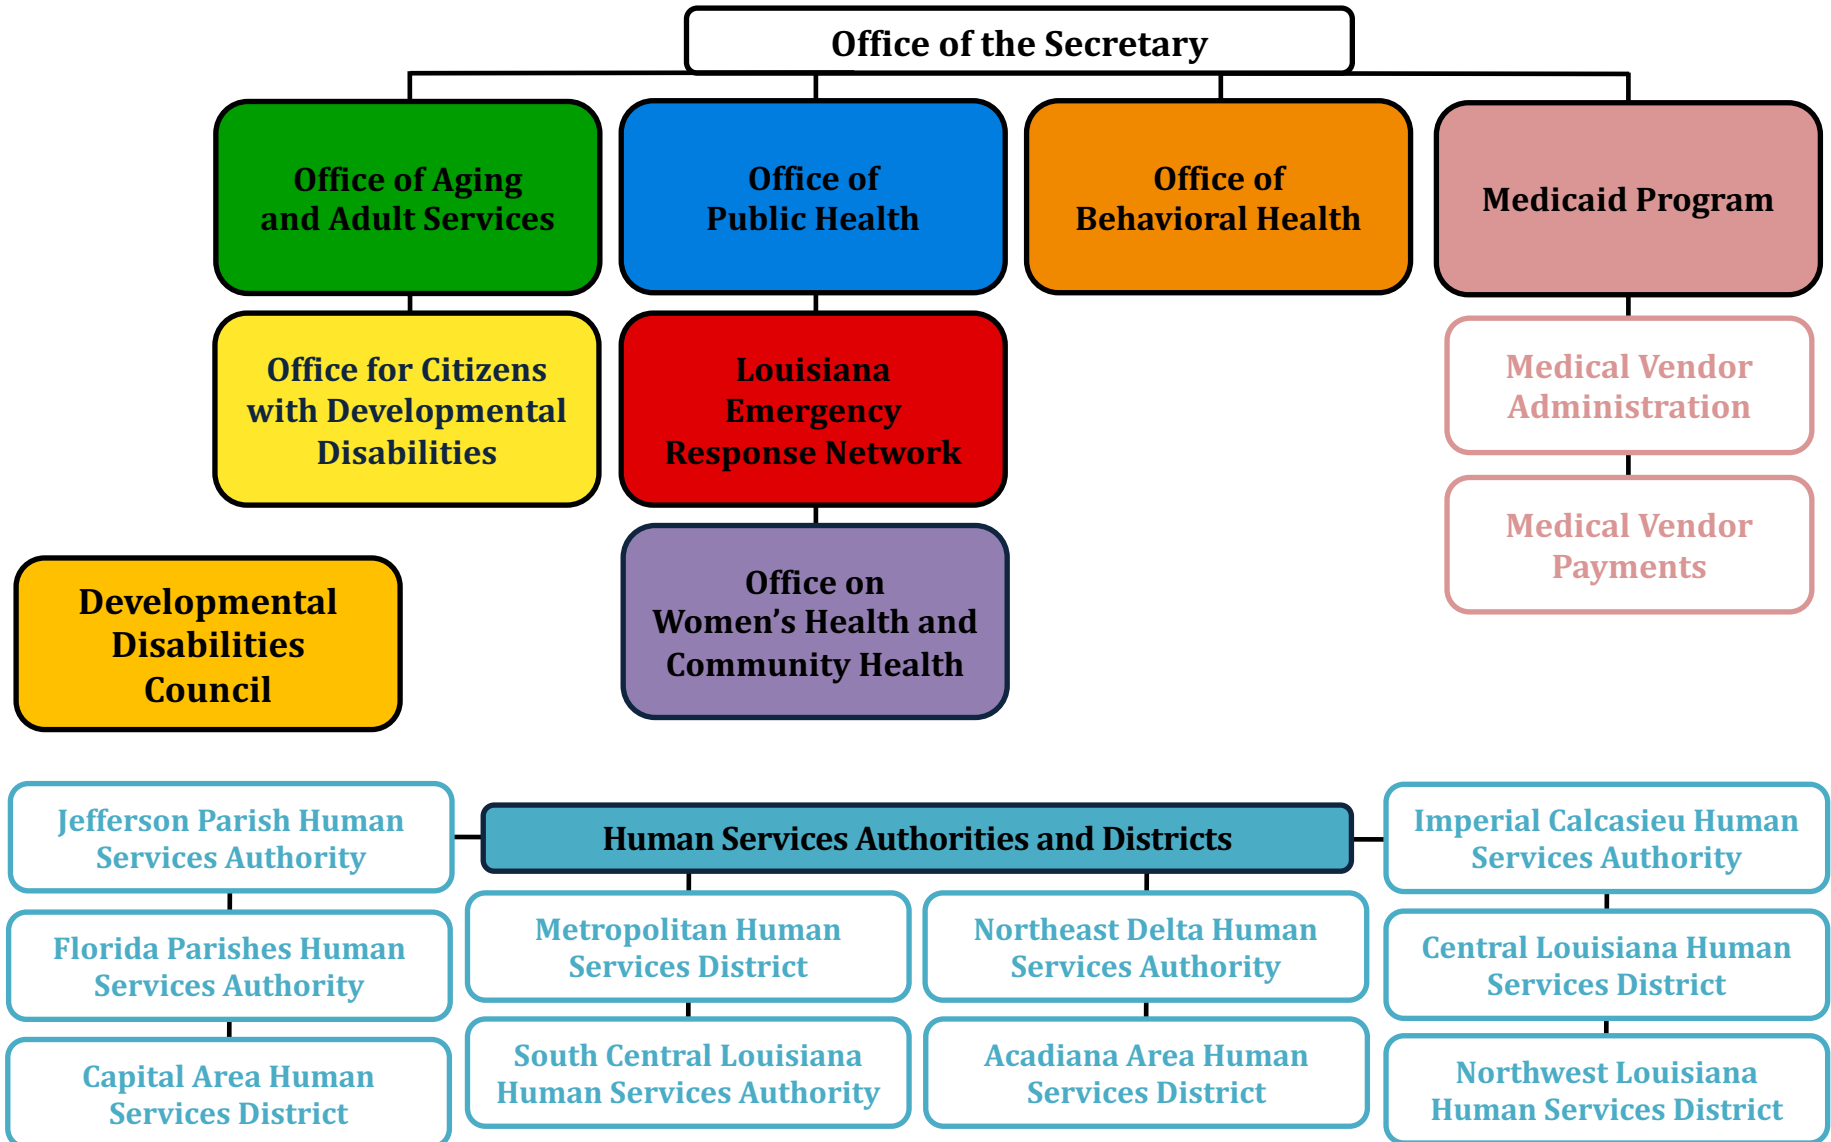 Office of the Secretary
Office of Aging
and Adult Services
Office of
Public Health
Office of
Behavioral Health
Medicaid Program
Office for Citizens
with Developmental
Disabilities
Louisiana
Emergency
Response Network
Medical Vendor
Administration
Medical Vendor
Payments
Developmental
Disabilities
Council
Office on
Women’s Health and
Community Health
Jefferson Parish Human
Services Authority
Human Services Authorities and Districts
Imperial Calcasieu Human
Services Authority
Florida Parishes Human
Services Authority
Metropolitan Human
Services District
Northeast Delta Human
Services Authority
Central Louisiana Human
Services District
Capital Area Human
Services District
South Central Louisiana
Human Services Authority
Acadiana Area Human
Services District
Northwest Louisiana
Human Services District